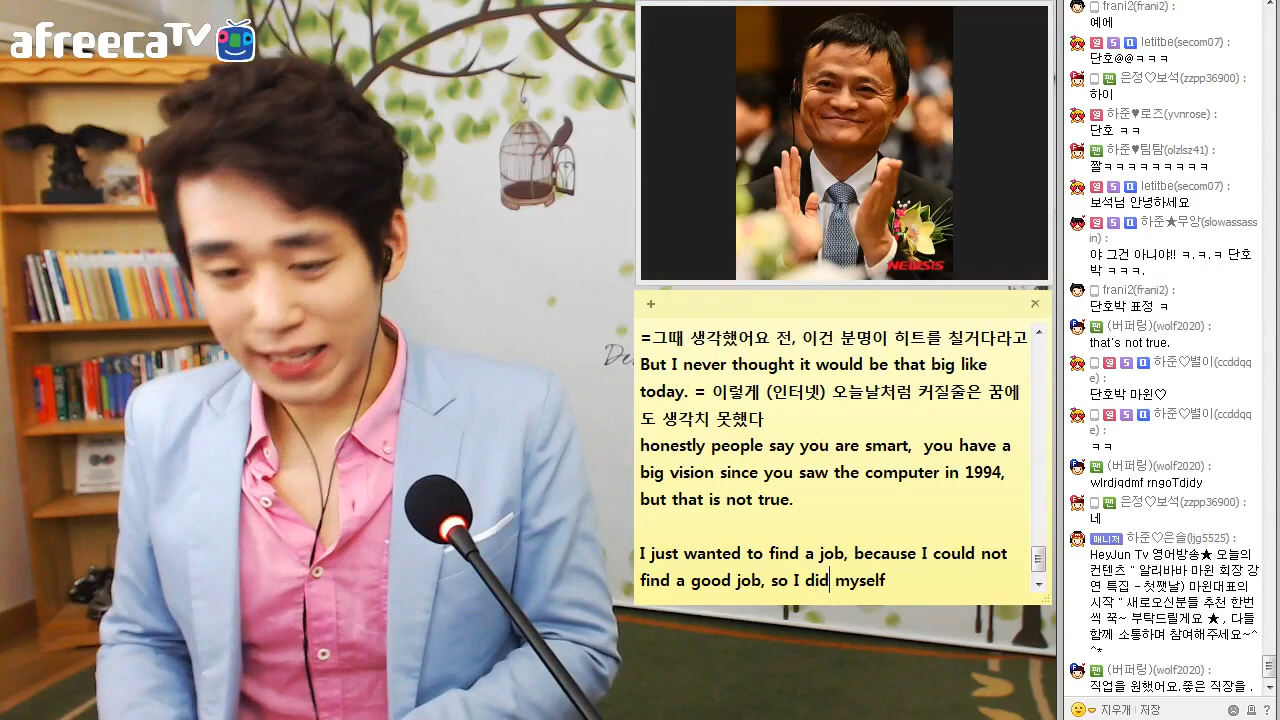 afreecaTV
NEWSIS
=그때 생각했어요 전, 이건 분명이 히트를 칠거다라고
But I never thought it would be that big like
today. = 이렇게 (인터넷) 오늘날처럼 커질줄은 꿈에
도 생각치 못했다
honestly people say you are smart,  you have a
big vision since you saw the computer in 1994,
but that is not true.
I just wanted to find a job, because I could not
find a good job, so I did myself
frani2(frani2) :
예에
letitbe(secom07) :
단호@@ㅋㅋㅋ
팬 은정♡보석(zzpp36900) :
하이
하준♥로즈(yvnrose) :
단호 ㅋㅋ
팬 하준♥탐탐(olzlsz41) :
짤ㅋㅋㅋㅋㅋㅋㅋㅋㅋ
letitbe(secom07) :
보석님 안녕하세요
하준★무앙(slowassass
in) :
야 그건 아니야!! ㅋ.ㅋ.ㅋ 단호
박 ㅋㅋㅋ.
frani2(frani2) :
단호박 표정 ㅋ
팬 (버퍼링)(wolf2020) :
that's not true.
하준♡별이(ccddqq
e) :
단호박 마윈♡
하준♡별이(ccddqq
e) :
ㅋㅋ
팬 (버퍼링)(wolf2020) :
wlrdjqdmf rngoTdjdy
팬 은정♡보석(zzpp36900) :
네
매니저 하준♡은솔(ljg5525) :
HeyJun Tv 영어방송★ 오늘의
컨텐츠 " 알리바바 마윈 회장 강
연 특집 - 첫쨋날) 마윈대표의
시작 " 새로오신분들 추천 한번
씩 꾹~ 부탁드릴게요 ★, 다들
함께 소통하며 참여해주세요~^
^*
팬 (버퍼링)(wolf2020) :
직업을 원했어요.좋은 직장을 .
지우개 | 저장